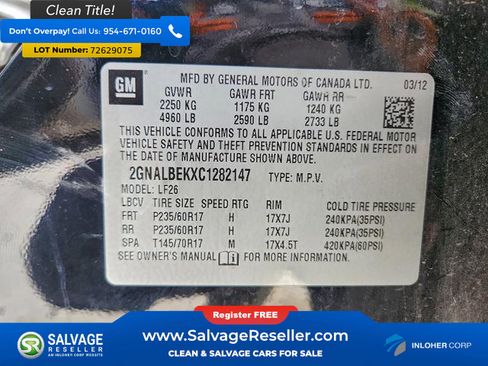 Clean Title!
Don't Overpay! Call Us: 954-671-0160
LOT Number: 72629075
GM
MFD BY GENERAL MOTORS OF CANADA LTD. 03/12
GVWR GAWR FRT GAWR RR
2250 KG 1175 KG 1240 KG
4960 LB 2590 LB 2733 LB
THIS VEHICLE CONFORMS TO ALL APPLICABLE U.S. FEDERAL MOTOR
VEHICLE SAFETY AND THEFT PREVENTION STANDARDS IN EFFECT ON THE
DATE OF MANUFACTURE SHOWN ABOVE.
2GNALBEKXC1282147 TYPE: M.P.V.
MODEL: LF26
LBCV TIRE SIZE SPEED RTG RIM COLD TIRE PRESSURE
FRT P235/60R17 H 17X7J 240KPA(35PSI)
RR P235/60R17 H 17X7J 240KPA(35PSI)
SPA T145/70R17 M 17X4.5T 420KPA(60PSI)
SEE OWNER'S MANUAL FOR MORE INFORMATION.
Register FREE!
SALVAGE RESELLER
AN INLOHER CORP WEBSITE
www.SalvageReseller.com
CLEAN & SALVAGE CARS FOR SALE
INLOHER CORP